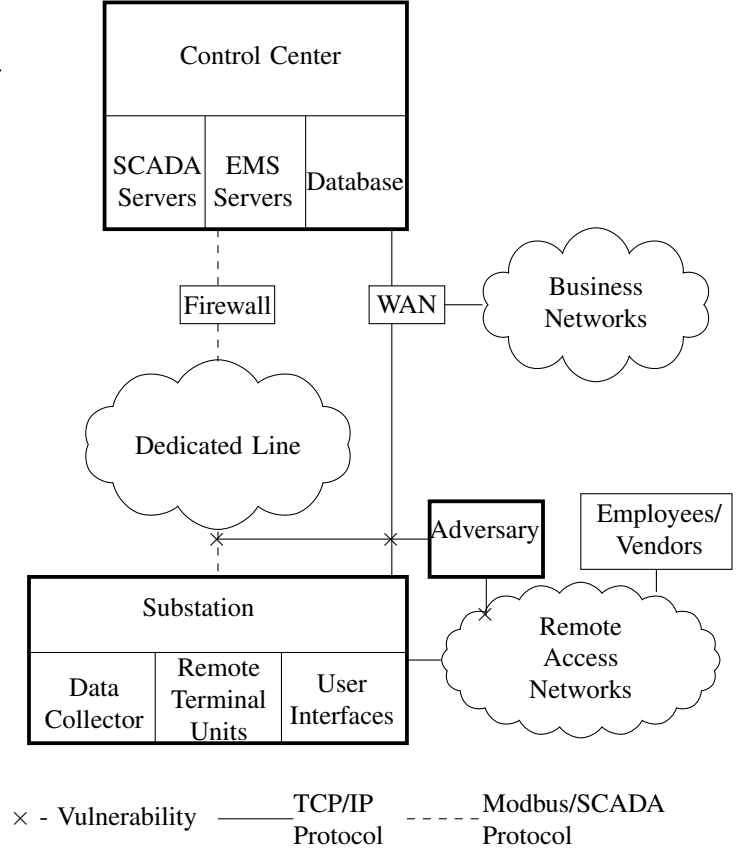 Control Center
SCADA
Servers
EMS
Servers
Database
Firewall
WAN
Business
Networks
Dedicated Line
Adversary
Employees/
Vendors
Substation
Remote
Access
Networks
Data
Collector
Remote
Terminal
Units
User
Interfaces
× - Vulnerability
TCP/IP
Protocol
Modbus/SCADA
Protocol